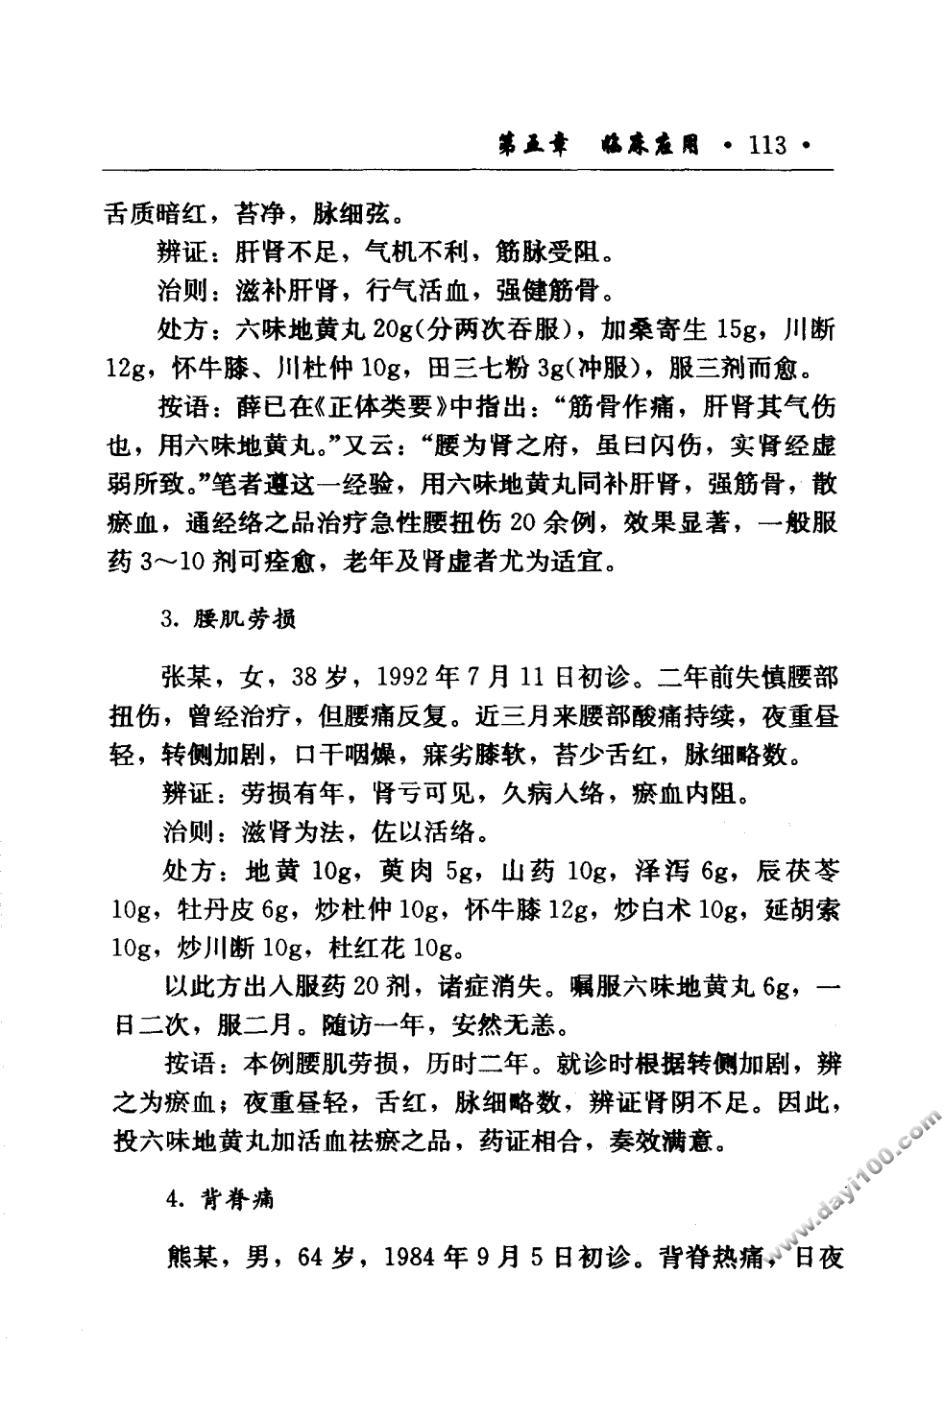 第五章 临床应用 · 113 ·
舌质暗红，苔净，脉细弦。
辨证：肝肾不足，气机不利，筋脉受阻。
治则：滋补肝肾，行气活血，强健筋骨。
处方：六味地黄丸 20g(分两次吞服)，加桑寄生 15g，川断
12g，怀牛膝、川杜仲 10g，田三七粉 3g(冲服)，服三剂而愈。
按语：薛已在《正体类要》中指出：“筋骨作痛，肝肾其气伤
也，用六味地黄丸。”又云：“腰为肾之府，虽曰闪伤，实肾经虚
弱所致。”笔者遵这一经验，用六味地黄丸同补肝肾，强筋骨，散
瘀血，通经络之品治疗急性腰扭伤 20 余例，效果显著，一般服
药 3～10 剂可痊愈，老年及肾虚者尤为适宜。
3. 腰肌劳损
张某，女，38 岁，1992 年 7 月 11 日初诊。二年前失慎腰部
扭伤，曾经治疗，但腰痛反复。近三月来腰部酸痛持续，夜重昼
轻，转侧加剧，口干咽燥，寐劣膝软，苔少舌红，脉细略数。
辨证：劳损有年，肾亏可见，久病入络，瘀血内阻。
治则：滋肾为法，佐以活络。
处方：地黄 10g，萸肉 5g，山药 10g，泽泻 6g，辰茯苓
10g，牡丹皮 6g，炒杜仲 10g，怀牛膝 12g，炒白术 10g，延胡索
10g，炒川断 10g，杜红花 10g。
以此方出入服药 20 剂，诸症消失。嘱服六味地黄丸 6g，一
日二次，服二月。随访一年，安然无恙。
按语：本例腰肌劳损，历时二年。就诊时根据转侧加剧，辨
之为瘀血；夜重昼轻，舌红，脉细略数，辨证肾阴不足。因此，
投六味地黄丸加活血祛瘀之品，药证相合，奏效满意。
4. 背脊痛
熊某，男，64 岁，1984 年 9 月 5 日初诊。背脊热痛，日夜
www.dayi100.com